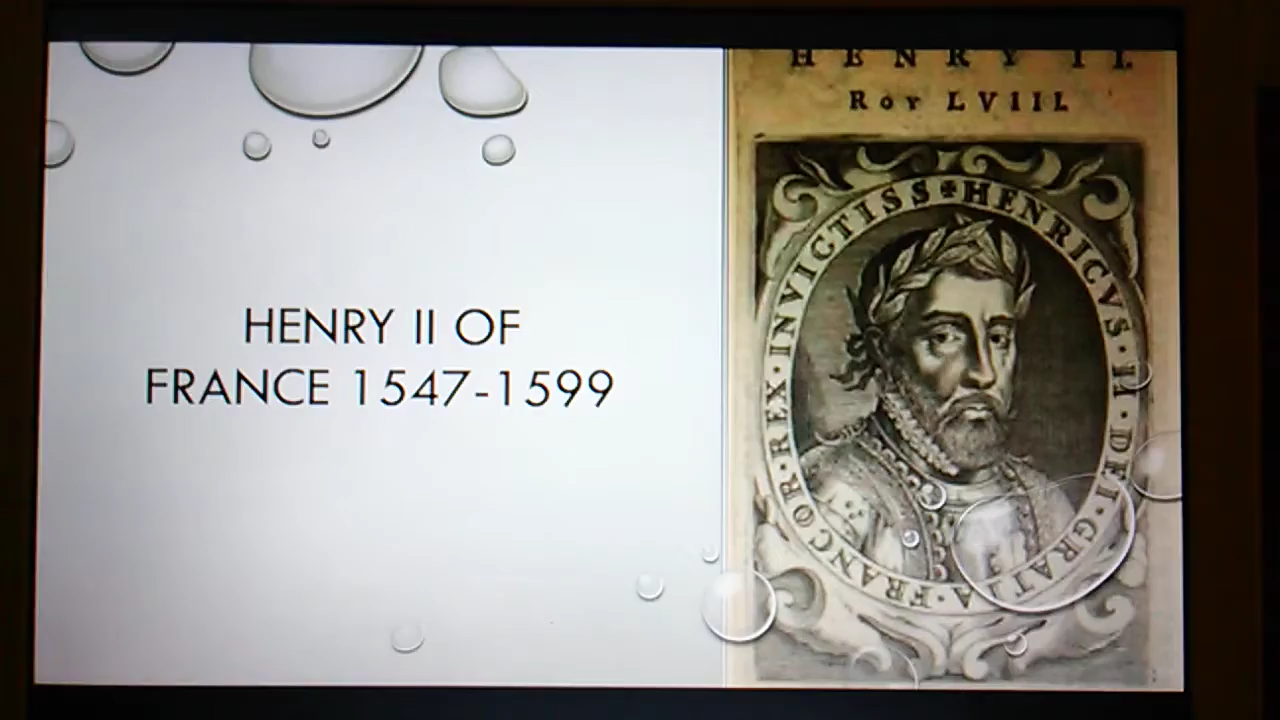 HENRY II OF
FRANCE 1547-1599
HENRY II.
Roy LVIII.
✠ HENRICVS · II · DEI · GRATIA · FRANCOR · REX · INVICTISS